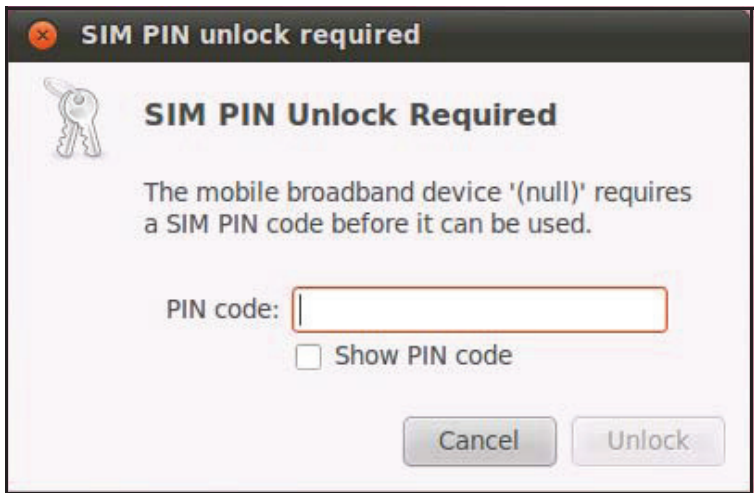 SIM PIN unlock required
SIM PIN Unlock Required
The mobile broadband device '(null)' requires
a SIM PIN code before it can be used.
PIN code:
Show PIN code
Cancel Unlock